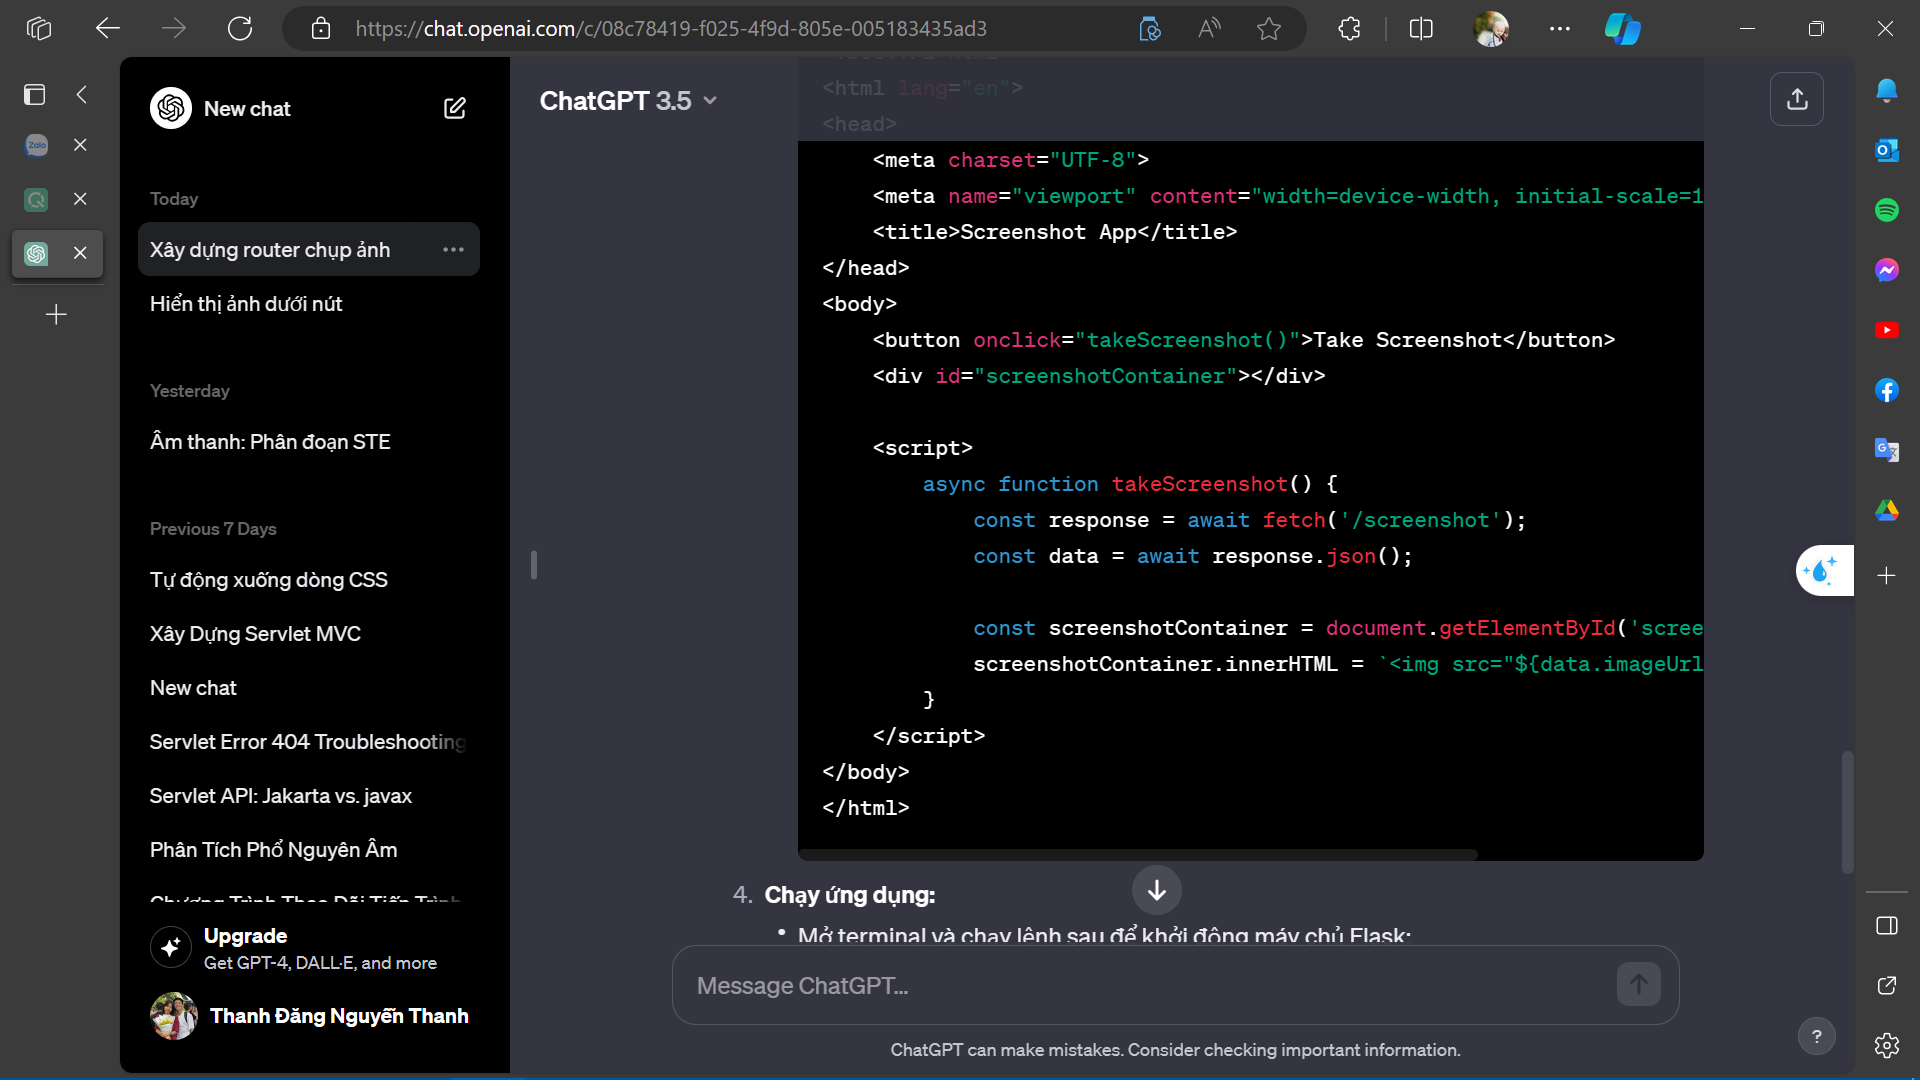 https://chat.openai.com/c/08c78419-f025-4f9d-805e-005183435ad3
Zalo
New chat
Today
Xây dựng router chụp ảnh
Hiển thị ảnh dưới nút
Yesterday
Âm thanh: Phân đoạn STE
Previous 7 Days
Tự động xuống dòng CSS
Xây Dựng Servlet MVC
New chat
Servlet Error 404 Troubleshooting
Servlet API: Jakarta vs. javax
Phân Tích Phổ Nguyên Âm
Chương Trình Theo Dõi Tiến Trình
Upgrade
Get GPT-4, DALL·E, and more
Thanh Đăng Nguyễn Thanh
ChatGPT 3.5
<html lang="en">
<head>
    <meta charset="UTF-8">
    <meta name="viewport" content="width=device-width, initial-scale=1
    <title>Screenshot App</title>
</head>
<body>
    <button onclick="takeScreenshot()">Take Screenshot</button>
    <div id="screenshotContainer"></div>
    <script>
        async function takeScreenshot() {
            const response = await fetch('/screenshot');
            const data = await response.json();
            const screenshotContainer = document.getElementById('scree
            screenshotContainer.innerHTML = `<img src="${data.imageUrl
        }
    </script>
</body>
</html>
4. Chạy ứng dụng:
• Mở terminal và chạy lệnh sau để khởi động máy chủ Flask:
Message ChatGPT...
ChatGPT can make mistakes. Consider checking important information.
?